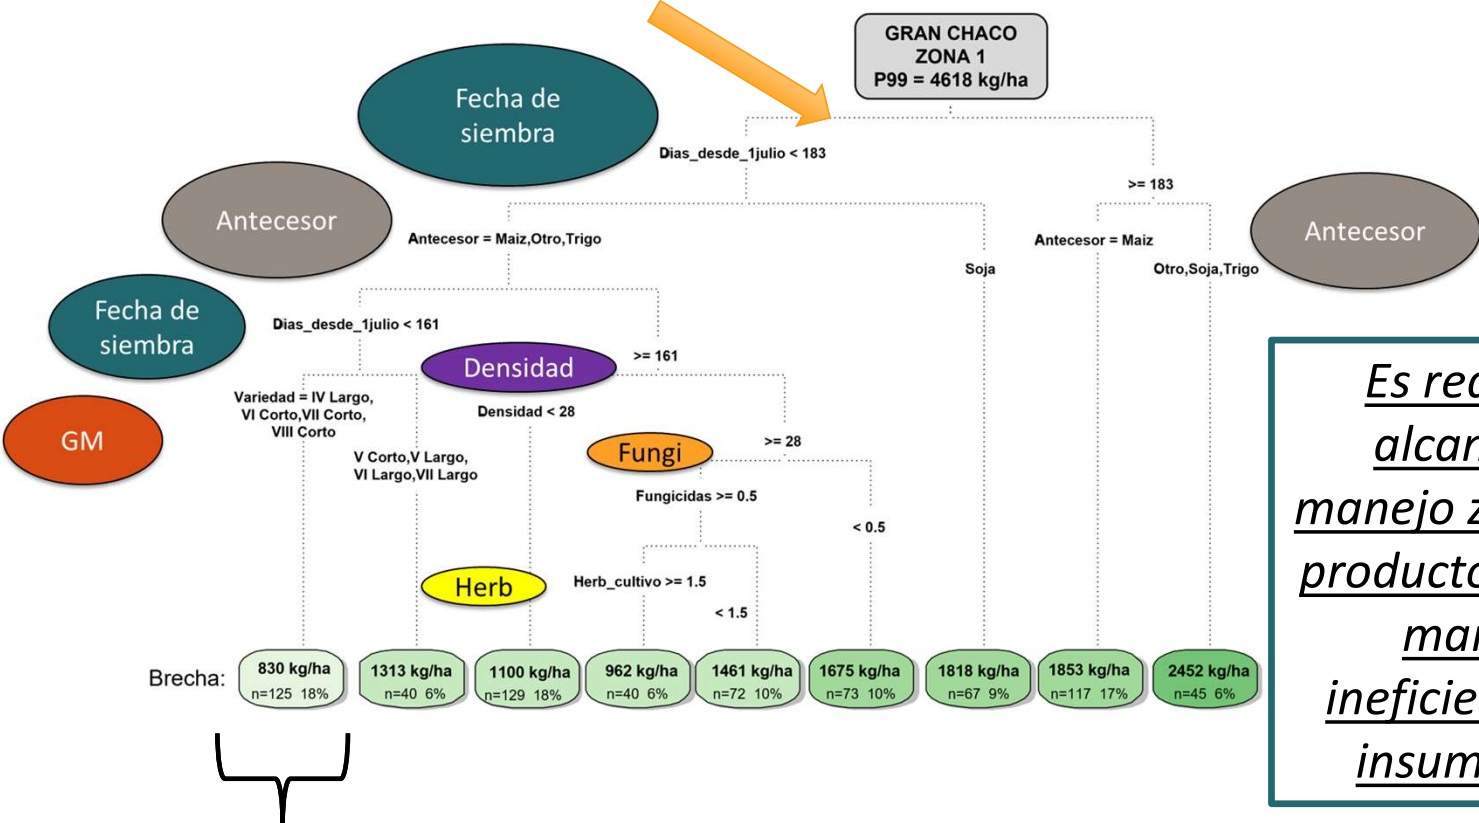 GRAN CHACO
ZONA 1
P99 = 4618 kg/ha
Fecha de
siembra
Dias_desde_1julio < 183
>= 183
Antecesor
Antecesor = Maiz,Otro,Trigo
Soja
Antecesor = Maiz
Otro,Soja,Trigo
Antecesor
Fecha de
siembra
Dias_desde_1julio < 161
>= 161
Densidad
GM
Variedad = IV Largo,
VI Corto,VII Corto,
VIII Corto
V Corto,V Largo,
VI Largo,VII Largo
Densidad < 28
>= 28
Fungi
Fungicidas >= 0.5
< 0.5
Herb
Herb_cultivo >= 1.5
< 1.5
Brecha:
830 kg/ha
n=125 18%
1313 kg/ha
n=40 6%
1100 kg/ha
n=129 18%
962 kg/ha
n=40 6%
1461 kg/ha
n=72 10%
1675 kg/ha
n=73 10%
1818 kg/ha
n=67 9%
1853 kg/ha
n=117 17%
2452 kg/ha
n=45 6%
Es
manejo